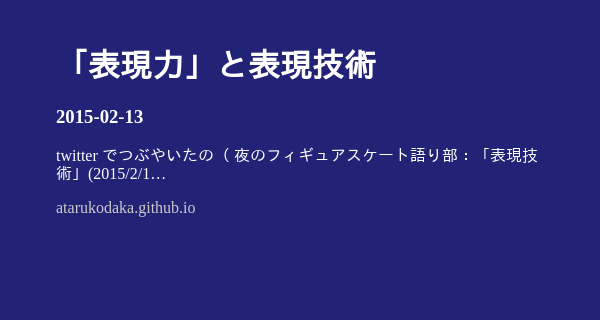 「表現力」と表現技術
2015-02-13
twitter でつぶやいたの（ 夜のフィギュアスケート語り部 : 「表現技
術」(2015/2/1…
atarukodaka.github.io